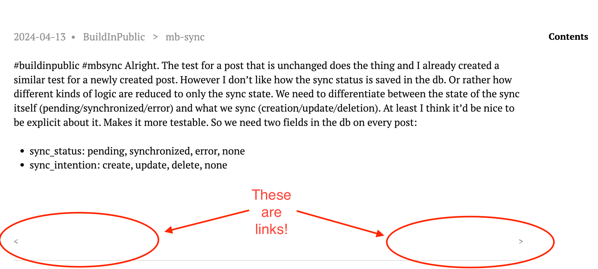 2024-04-13 • BuildInPublic > mb-sync Contents
#buildinpublic #mbsync Alright. The test for a post that is unchanged does the thing and I already created a
similar test for a newly created post. However I don't like how the sync status is saved in the db. Or rather how
different kinds of logic are reduced to only the sync state. We need to differentiate between the state of the sync
itself (pending/synchronized/error) and what we sync (creation/update/deletion). At least I think it'd be nice to
be explicit about it. Makes it more testable. So we need two fields in the db on every post:
• sync_status: pending, synchronized, error, none
• sync_intention: create, update, delete, none
These
are
links!
< >